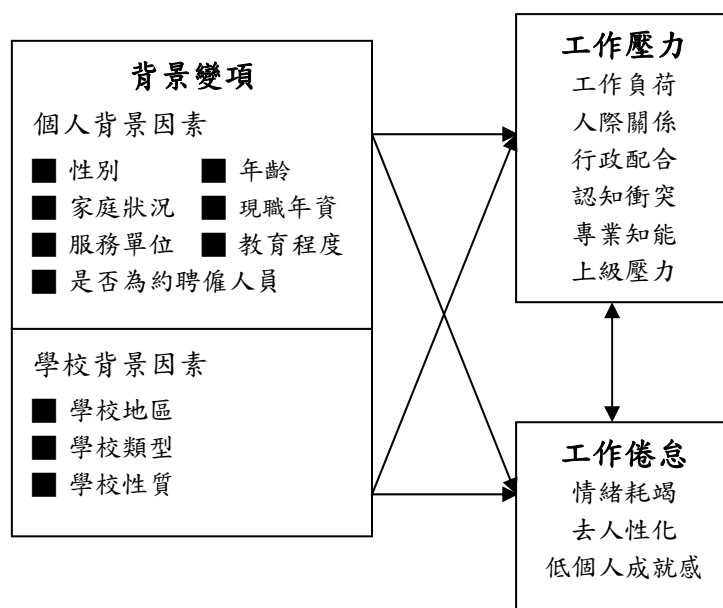 背景變項
個人背景因素
■ 性別 ■ 年齡
■ 家庭狀況 ■ 現職年資
■ 服務單位 ■ 教育程度
■ 是否為約聘僱人員
學校背景因素
■ 學校地區
■ 學校類型
■ 學校性質
工作壓力
工作負荷
人際關係
行政配合
認知衝突
專業知能
上級壓力
工作倦怠
情緒耗竭
去人性化
低個人成就感